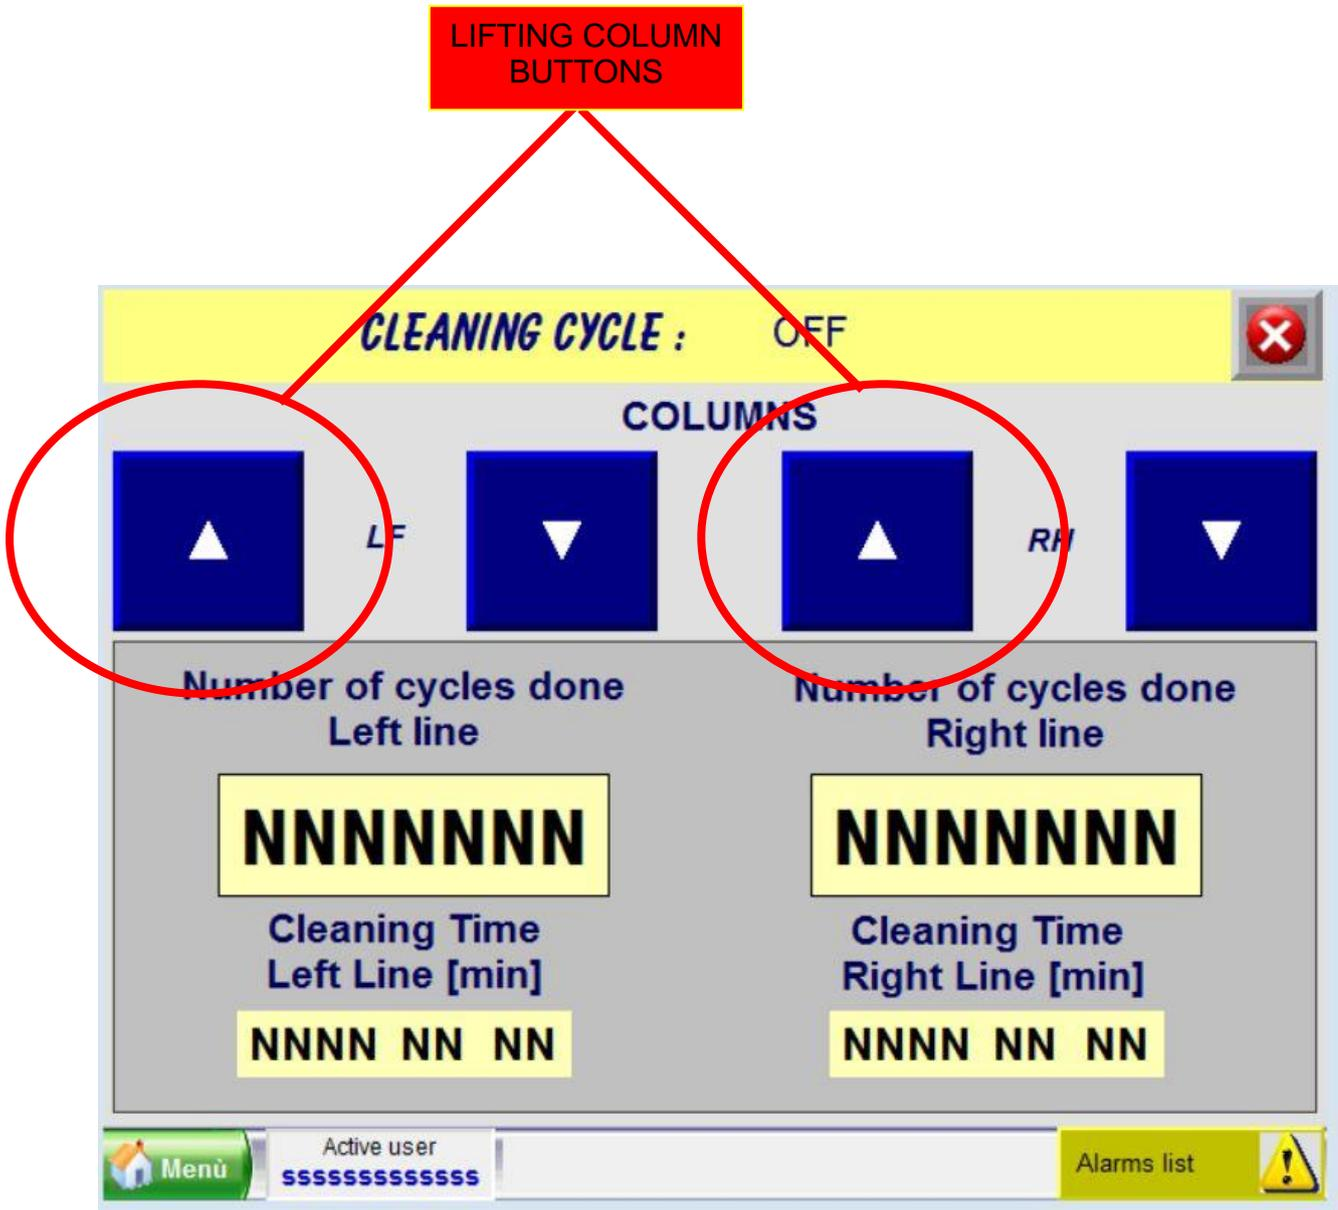 LIFTING COLUMN
BUTTONS
CLEANING CYCLE : OFF
COLUMNS
LF RH
Number of cycles done
Left line
Number of cycles done
Right line
NNNNNNN NNNNNNN
Cleaning Time
Left Line [min]
Cleaning Time
Right Line [min]
NNNN NN NN NNNN NN NN
Menù
Active user
sssssssssssss
Alarms list